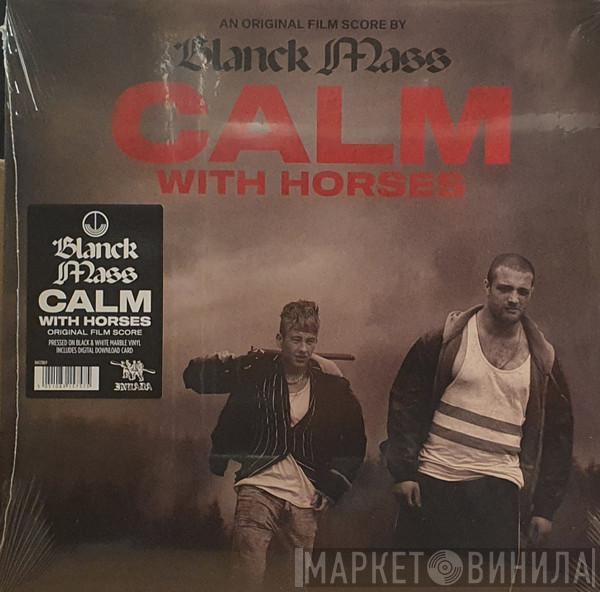 AN ORIGINAL FILM SCORE BY
Blanck Mass
CALM
WITH HORSES
Blanck
Mass
CALM
WITH HORSES
ORIGINAL FILM SCORE
PRESSED ON BLACK & WHITE MARBLE VINYL
INCLUDES DIGITAL DOWNLOAD CARD
INVADA
МАРКЕТ ВИНИЛА